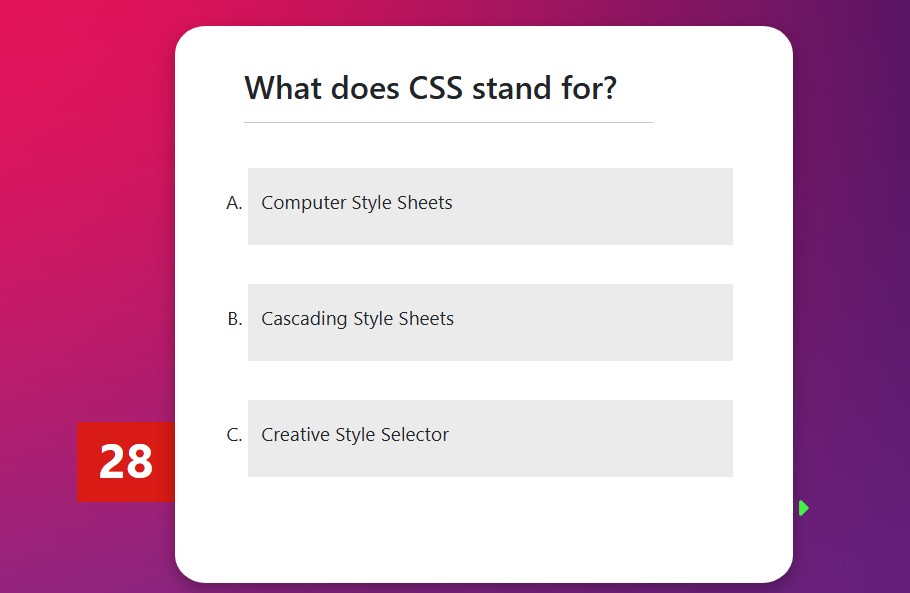 What does CSS stand for?
A. Computer Style Sheets
B. Cascading Style Sheets
C. Creative Style Selector
28